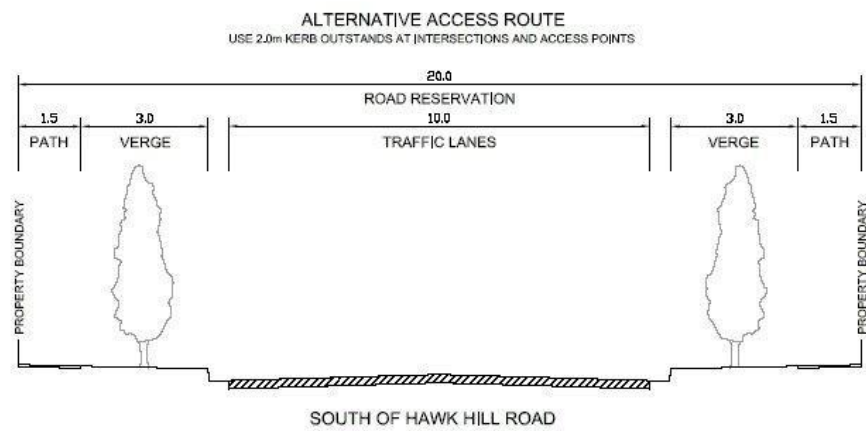 ALTERNATIVE ACCESS ROUTE
USE 2.0m KERB OUTSTANDS AT INTERSECTIONS AND ACCESS POINTS
20.0
ROAD RESERVATION
1.5 3.0 10.0 3.0 1.5
PATH VERGE TRAFFIC LANES VERGE PATH
PROPERTY BOUNDARY
PROPERTY BOUNDARY
SOUTH OF HAWK HILL ROAD